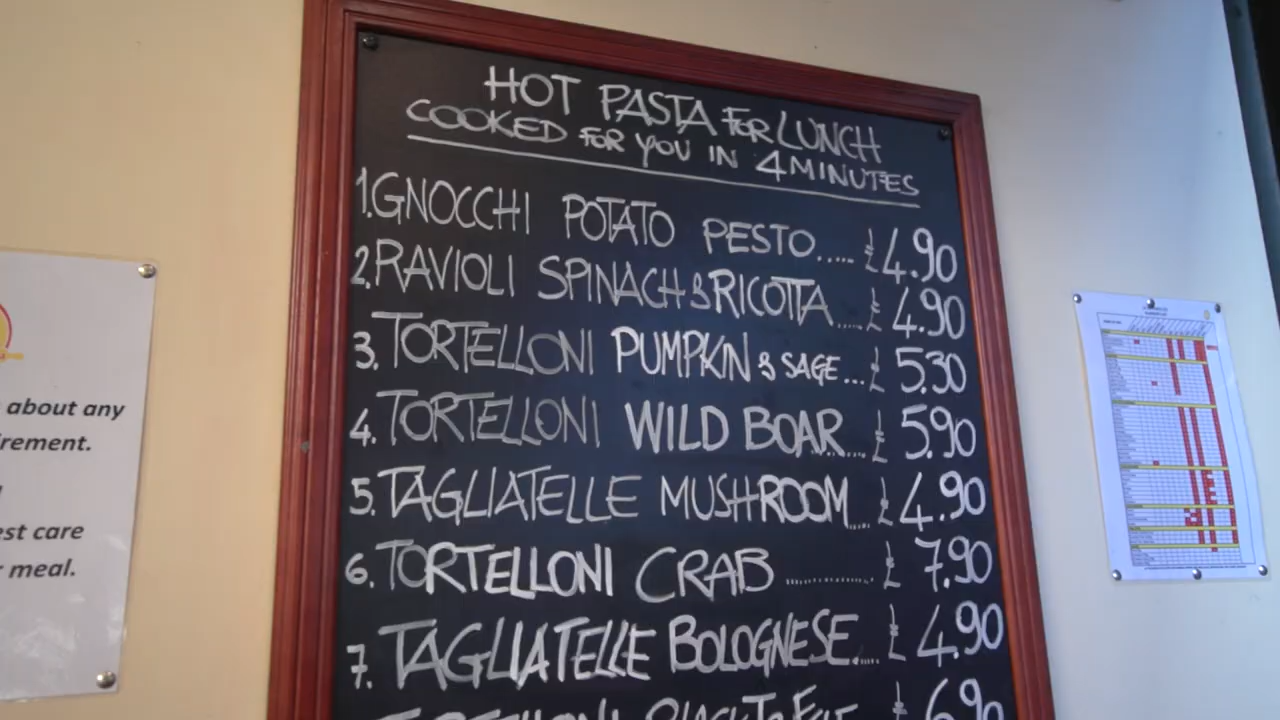 HOT PASTA FOR LUNCH
COOKED FOR YOU IN 4 MINUTES
1. GNOCCHI POTATO PESTO..... £4.90
2. RAVIOLI SPINACH & RICOTTA.... £4.90
3. TORTELLONI PUMPKIN & SAGE... £5.30
4. TORTELLONI WILD BOAR.... £5.90
5. TAGLIATELLE MUSHROOM.... £4.90
6. TORTELLONI CRAB ............ £7.90
7. TAGLIATELLE BOLOGNESE.... £4.90
TORTELLONI £6.90
about any
irement.
est care
meal.